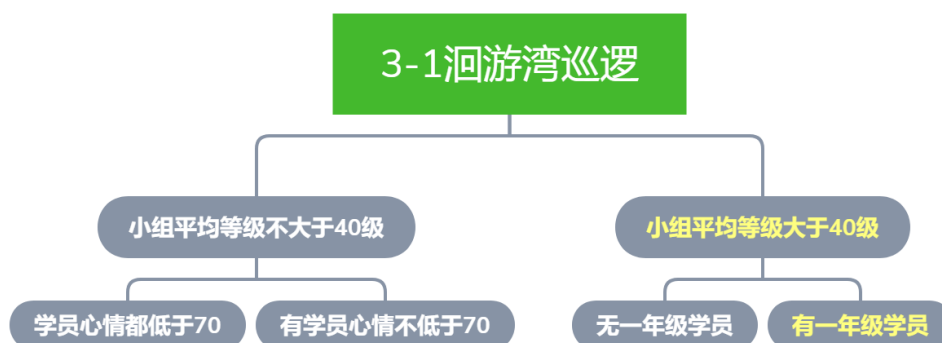 3-1洄游湾巡逻
小组平均等级不大于40级
小组平均等级大于40级
学员心情都低于70
有学员心情不低于70
无一年级学员
有一年级学员